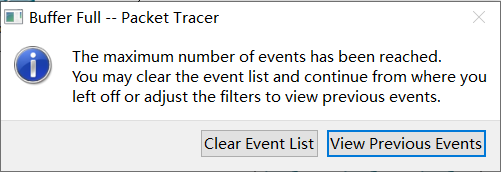 Buffer Full -- Packet Tracer
The maximum number of events has been reached.
You may clear the event list and continue from where you
left off or adjust the filters to view previous events.
Clear Event List View Previous Events